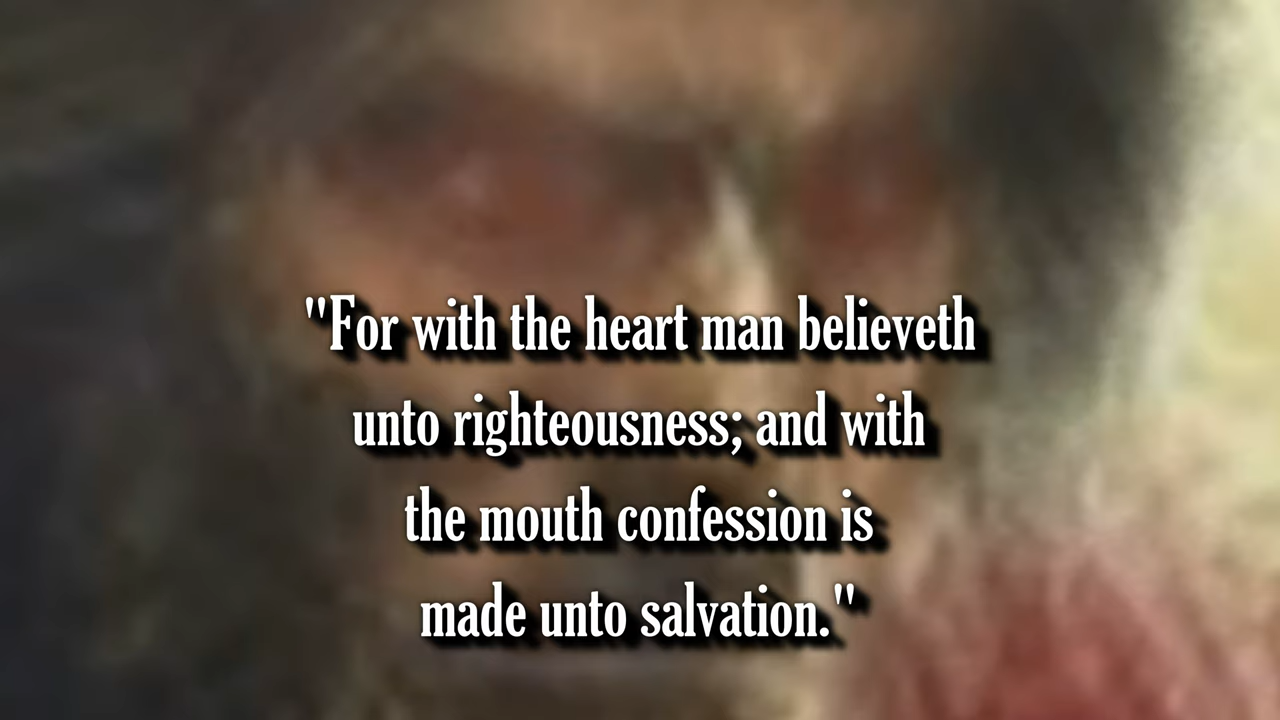 "For with the heart man believeth
unto righteousness; and with
the mouth confession is
made unto salvation."